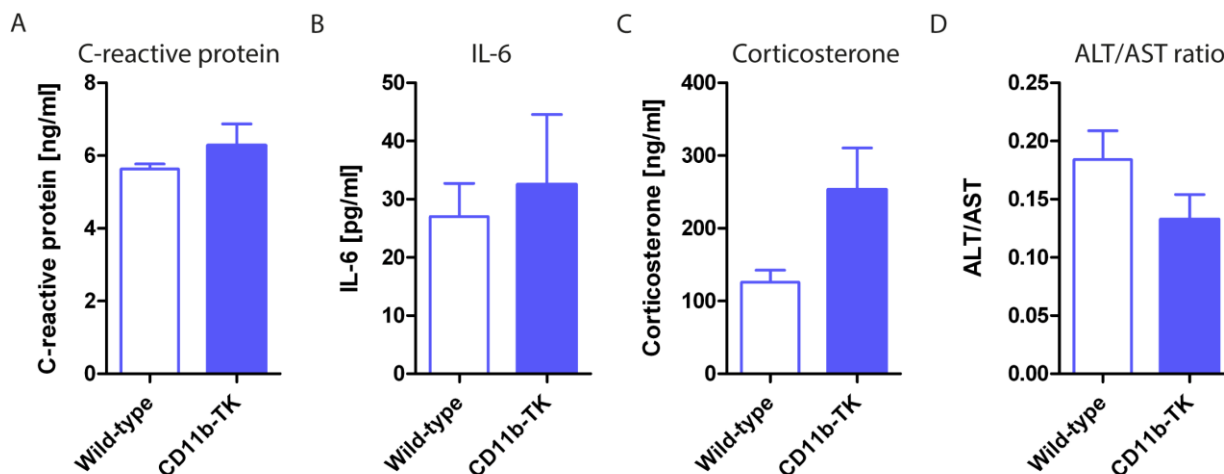 A
C-reactive protein
C-reactive protein [ng/ml]
8
6
4
2
0
Wild-type
CD11b-TK
B
IL-6
IL-6 [pg/ml]
50
40
30
20
10
0
Wild-type
CD11b-TK
C
Corticosterone
Corticosterone [ng/ml]
400
300
200
100
0
Wild-type
CD11b-TK
D
ALT/AST ratio
ALT/AST
0.25
0.20
0.15
0.10
0.05
0.00
Wild-type
CD11b-TK